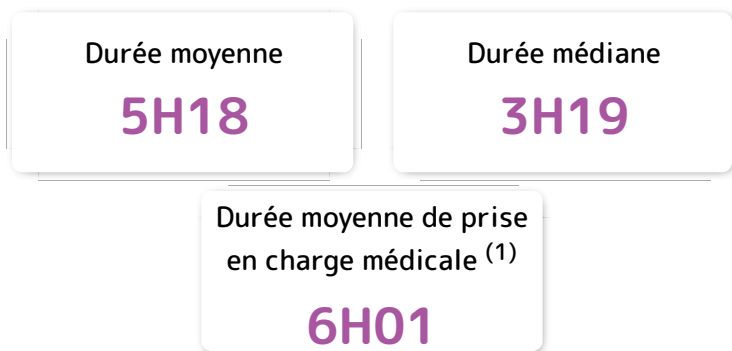 Durée moyenne
5H18
Durée médiane
3H19
Durée moyenne de prise
en charge médicale (1)
6H01